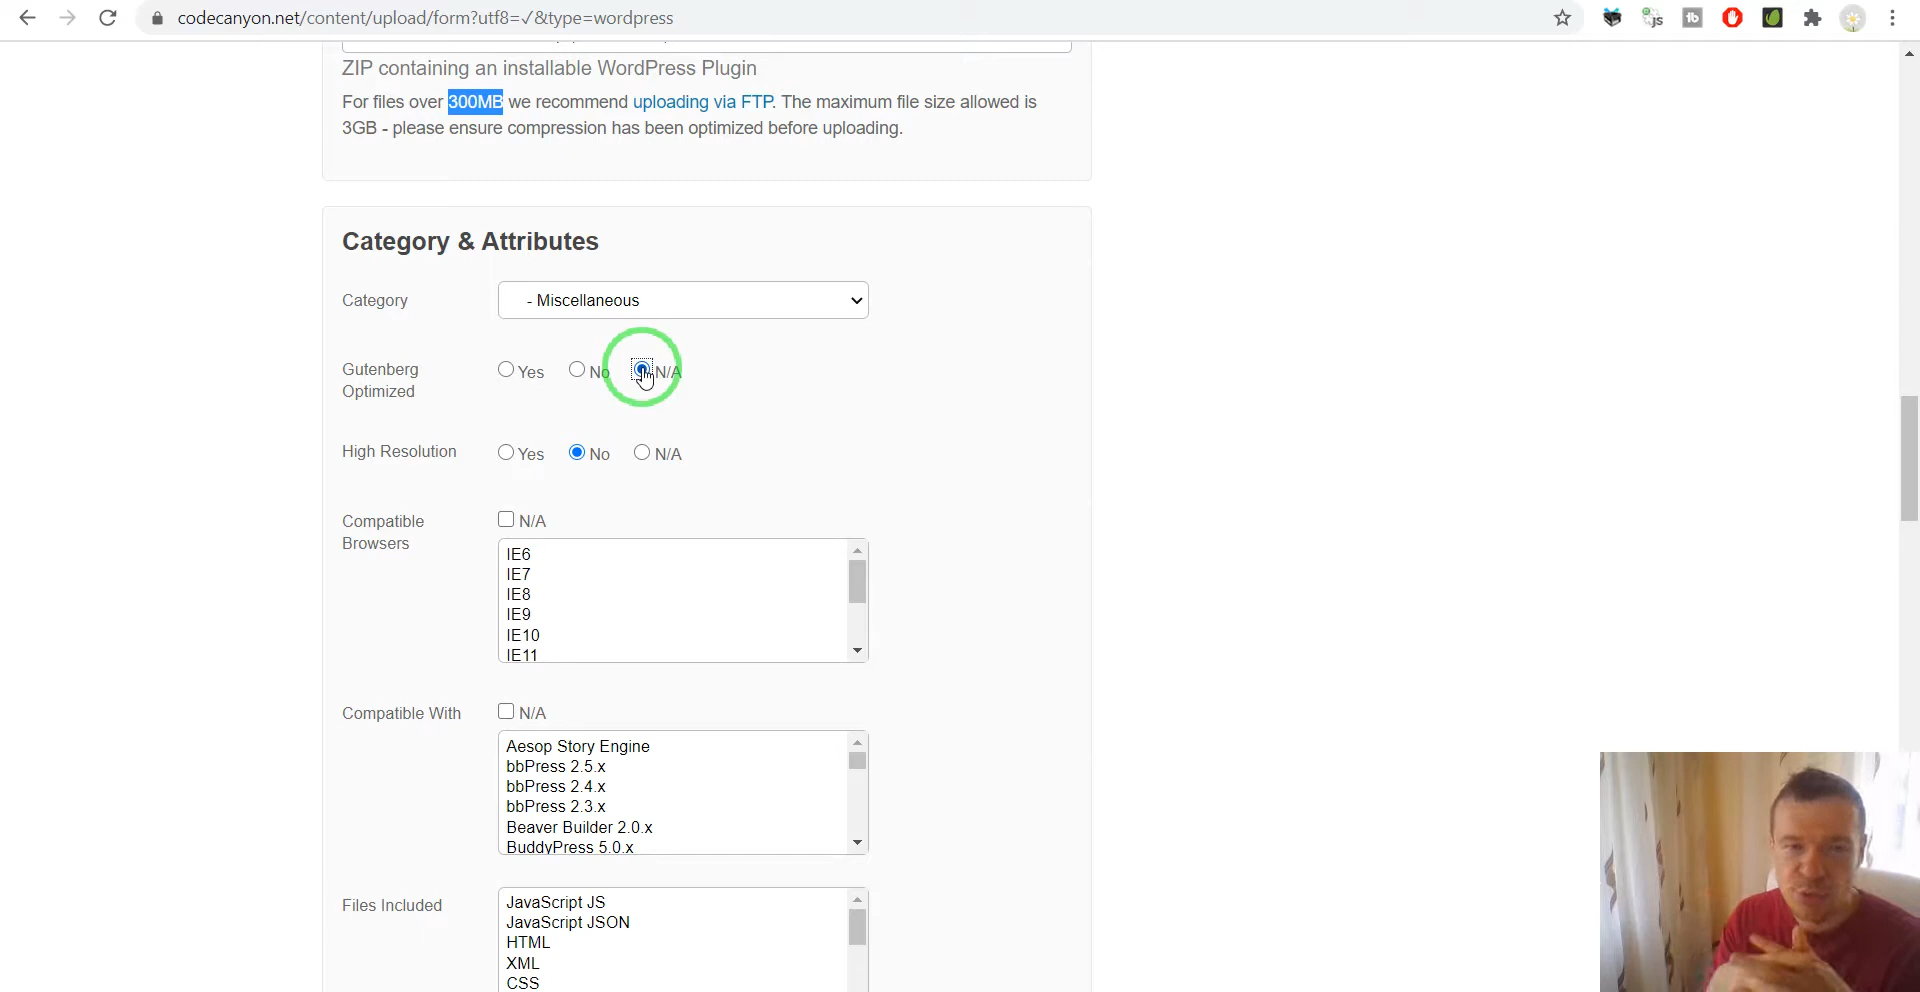 codecanyon.net/content/upload/form?utf8=✓&type=wordpress
ZIP containing an installable WordPress Plugin
For files over 300MB we recommend uploading via FTP. The maximum file size allowed is
3GB - please ensure compression has been optimized before uploading.
Category & Attributes
Category
- Miscellaneous
Gutenberg
Optimized
Yes No N/A
High Resolution
Yes No N/A
Compatible
Browsers
N/A
IE6
IE7
IE8
IE9
IE10
IE11
Compatible With
N/A
Aesop Story Engine
bbPress 2.5.x
bbPress 2.4.x
bbPress 2.3.x
Beaver Builder 2.0.x
BuddyPress 5.0.x
Files Included
JavaScript JS
JavaScript JSON
HTML
XML
CSS